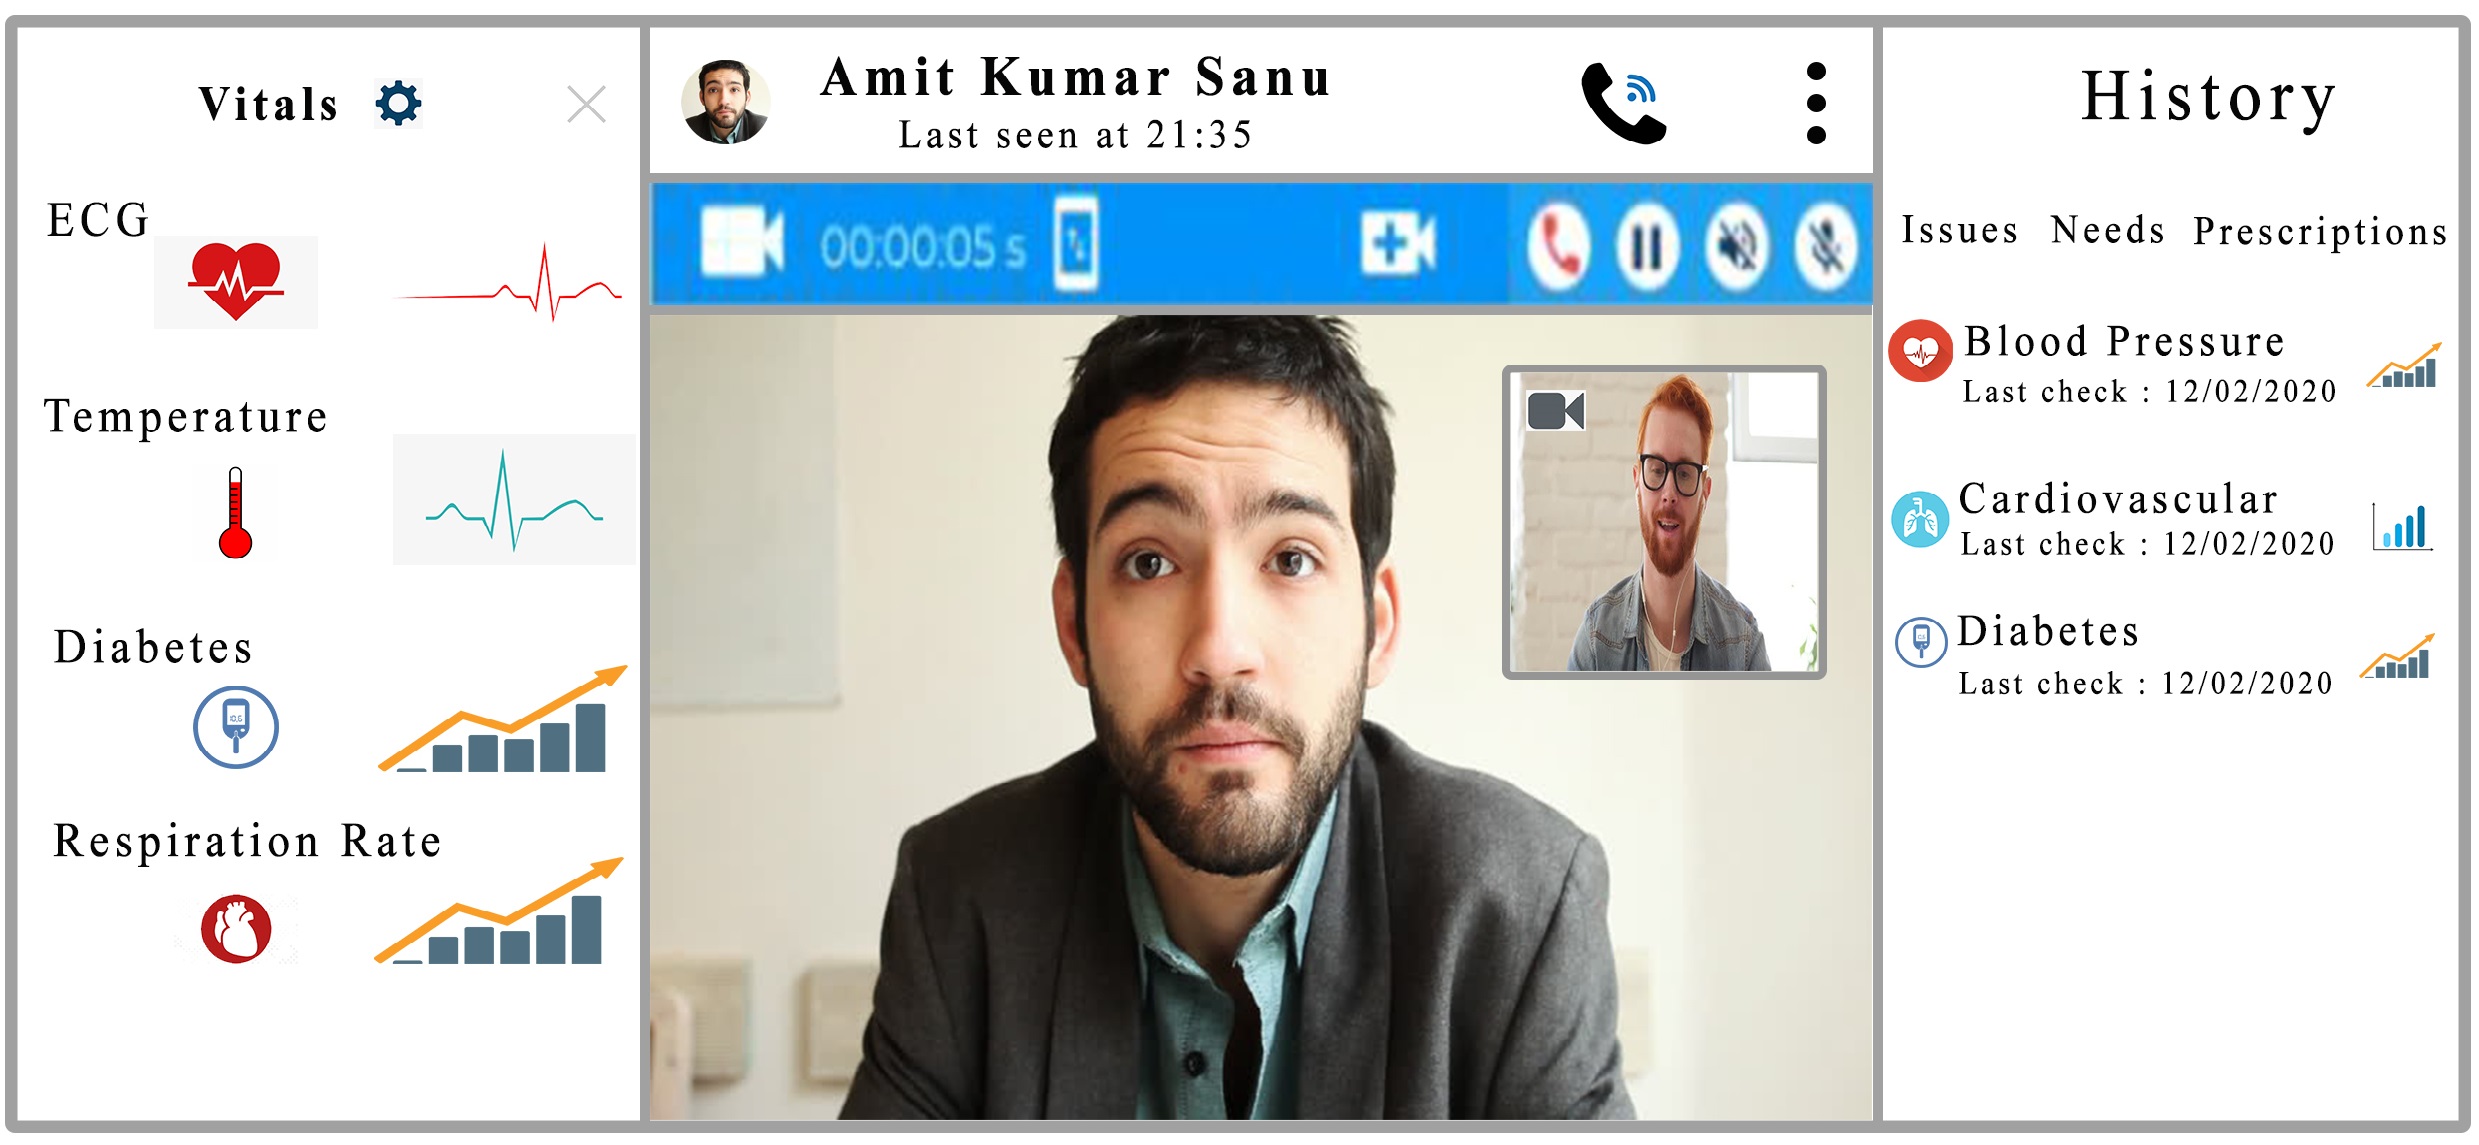 Vitals
ECG
Temperature
Diabetes
Respiration Rate
Amit Kumar Sanu
Last seen at 21:35
00:00:05 s
History
Issues Needs Prescriptions
Blood Pressure
Last check : 12/02/2020
Cardiovascular
Last check : 12/02/2020
Diabetes
Last check : 12/02/2020